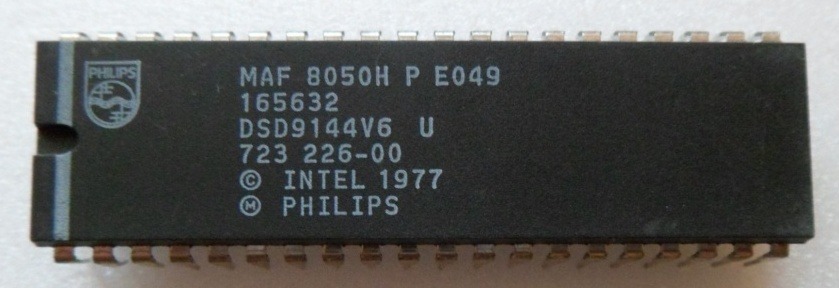 PHILIPS
MAF 8050H P E049
165632
DSD9144V6 U
723 226-00
© INTEL 1977
Ⓜ PHILIPS